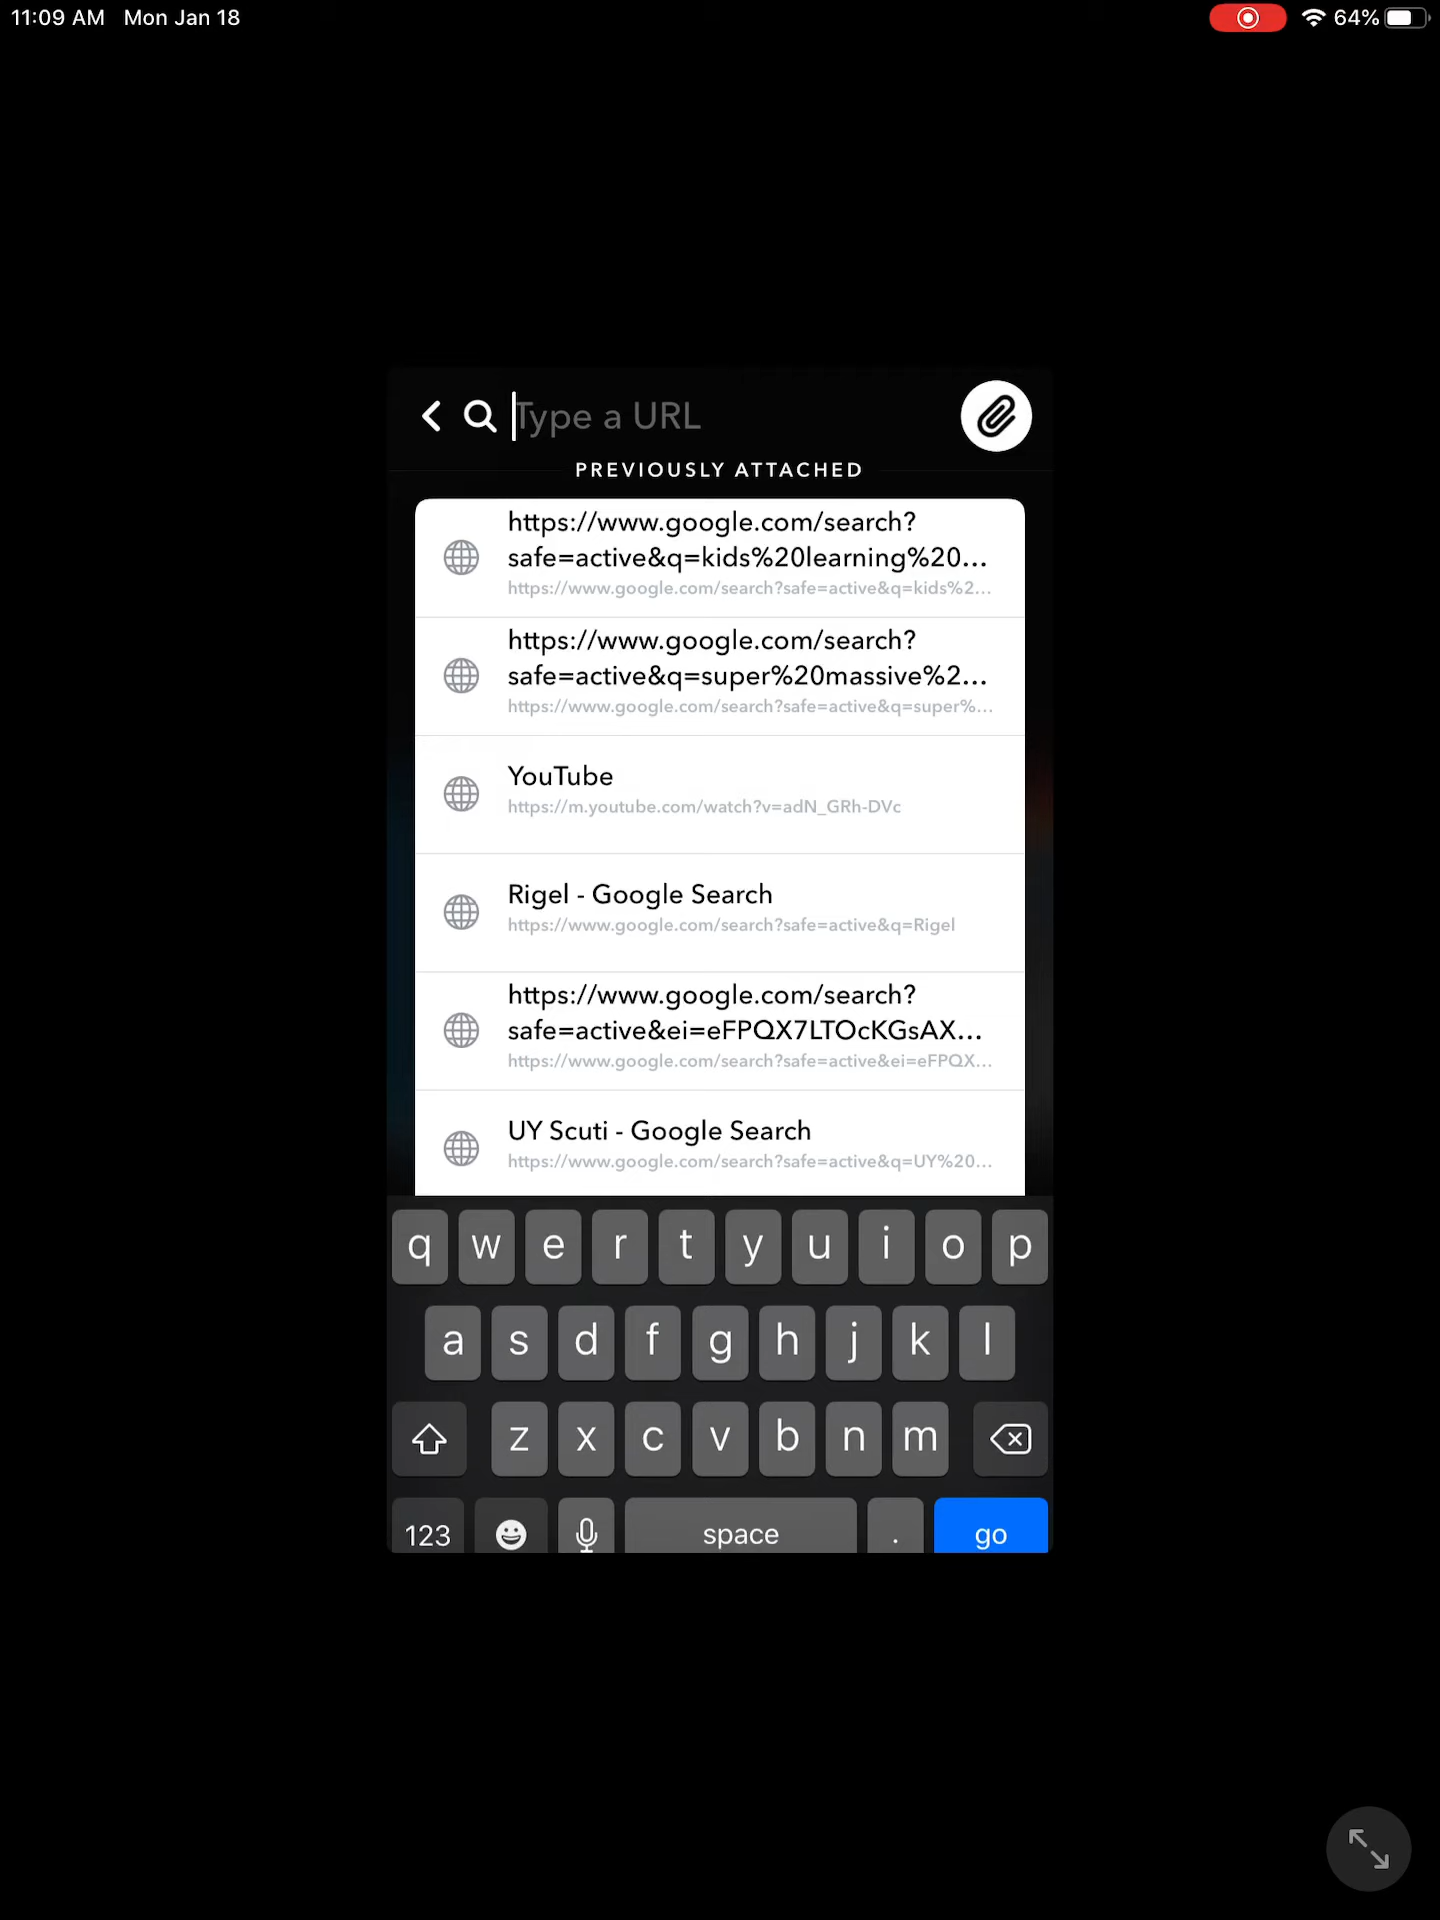 11:09 AM Mon Jan 18
64%
Type a URL
PREVIOUSLY ATTACHED
https://www.google.com/search?
safe=active&q=kids%20learning%20...
https://www.google.com/search?safe=active&q=kids%2...
https://www.google.com/search?
safe=active&q=super%20massive%2...
https://www.google.com/search?safe=active&q=super%...
YouTube
https://m.youtube.com/watch?v=adN_GRh-DVc
Rigel - Google Search
https://www.google.com/search?safe=active&q=Rigel
https://www.google.com/search?
safe=active&ei=eFPQX7LTOcKGsAX...
https://www.google.com/search?safe=active&ei=eFPQX...
UY Scuti - Google Search
https://www.google.com/search?safe=active&q=UY%20...
q w e r t y u i o p
a s d f g h j k l
z x c v b n m
123 space . go